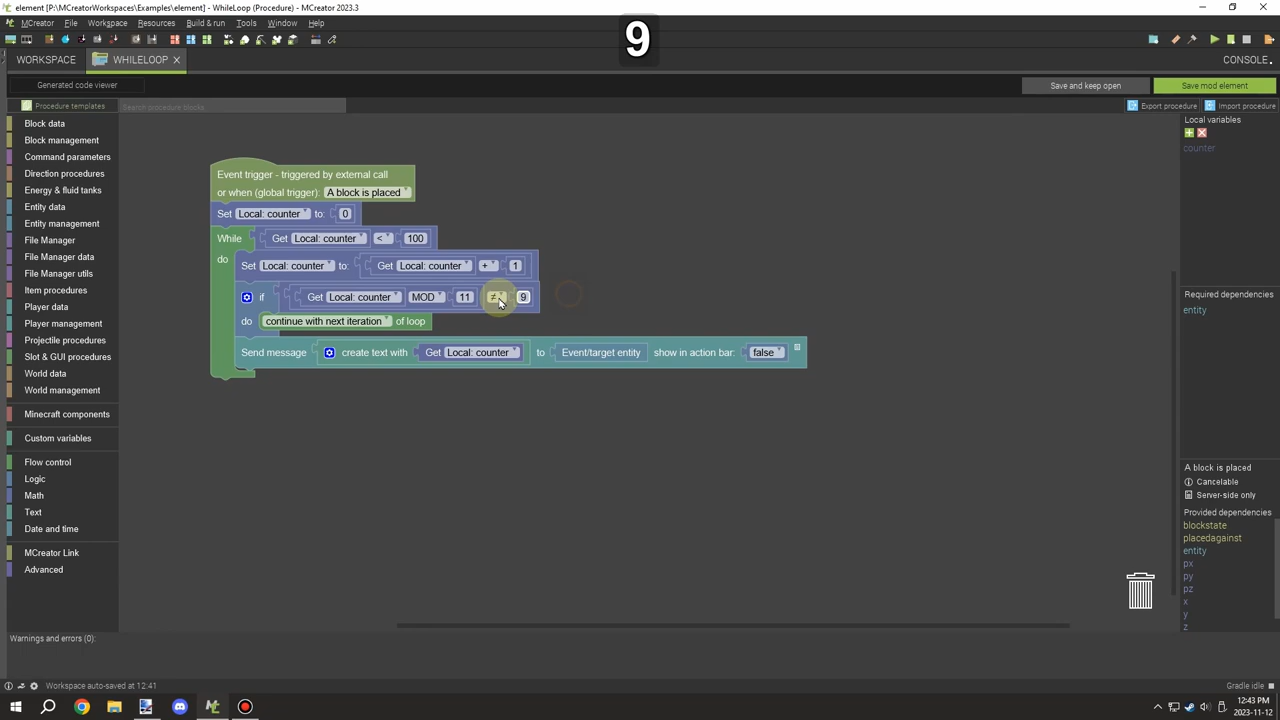 element [P:\MCreatorWorkspaces\Examples\element] - WhileLoop (Procedure) - MCreator 2023.3
MCreator File Workspace Resources Build & run Tools Window Help
9
WORKSPACE WHILELOOP CONSOLE
Generated code viewer Save and keep open Save mod element
Procedure templates Search procedure blocks Export procedure Import procedure
Block data
Block management
Command parameters
Direction procedures
Energy & fluid tanks
Entity data
Entity management
File Manager
File Manager data
File Manager utils
Item procedures
Player data
Player management
Projectile procedures
Slot & GUI procedures
World data
World management
Minecraft components
Custom variables
Flow control
Logic
Math
Text
Date and time
MCreator Link
Advanced
Event trigger - triggered by external call
or when (global trigger): A block is placed
Set Local: counter to: 0
While Get Local: counter < 100
do
Set Local: counter to: Get Local: counter + 1
if Get Local: counter MOD 11 ≠ 9
do continue with next iteration of loop
Send message create text with Get Local: counter to Event/target entity show in action bar: false
Local variables
counter
Required dependencies
entity
A block is placed
Cancelable
Server-side only
Provided dependencies
blockstate
placedagainst
entity
px
py
pz
x
y
z
Warnings and errors (0):
Workspace auto-saved at 12:41 Gradle idle
12:43 PM
2023-11-12